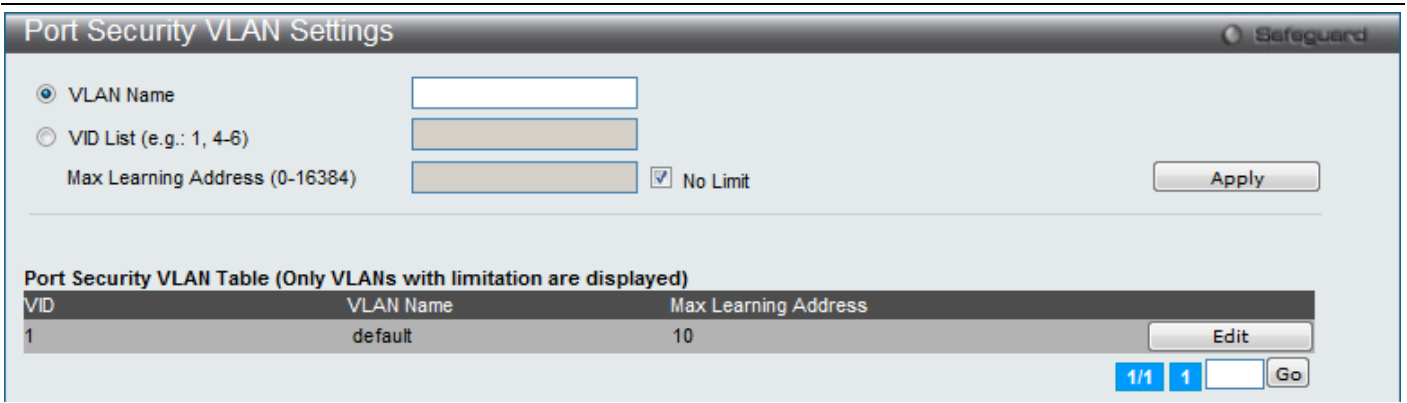 Port Security VLAN Settings
Safeguard
VLAN Name
VID List (e.g.: 1, 4-6)
Max Learning Address (0-16384) No Limit Apply
Port Security VLAN Table (Only VLANs with limitation are displayed)
VID VLAN Name Max Learning Address
1 default 10 Edit
1/1 1 Go